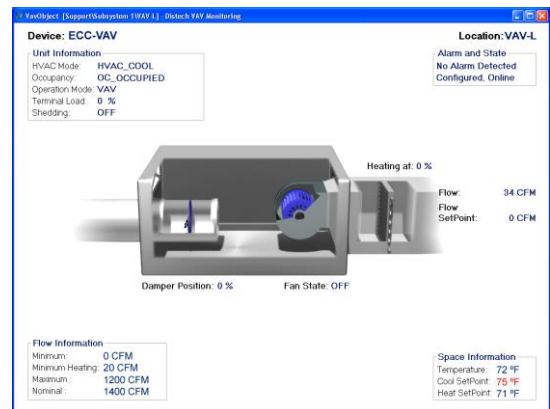 YavObject [Support\Subsystem 1\VAV-L] - Distech VAV Monitoring
Device: ECC-VAV
Location: VAV-L
Unit Information
HVAC Mode: HVAC_COOL
Occupancy: OC_OCCUPIED
Operation Mode: VAV
Terminal Load: 0 %
Shedding: OFF
Alarm and State
No Alarm Detected
Configured, Online
Heating at: 0 %
Flow: 34 CFM
Flow
SetPoint: 0 CFM
Damper Position: 0 %
Fan State: OFF
Flow Information
Minimum: 0 CFM
Minimum Heating: 20 CFM
Maximum : 1200 CFM
Nominal : 1400 CFM
Space Information
Temperature: 72 ºF
Cool SetPoint: 75 ºF
Heat SetPoint: 71 ºF